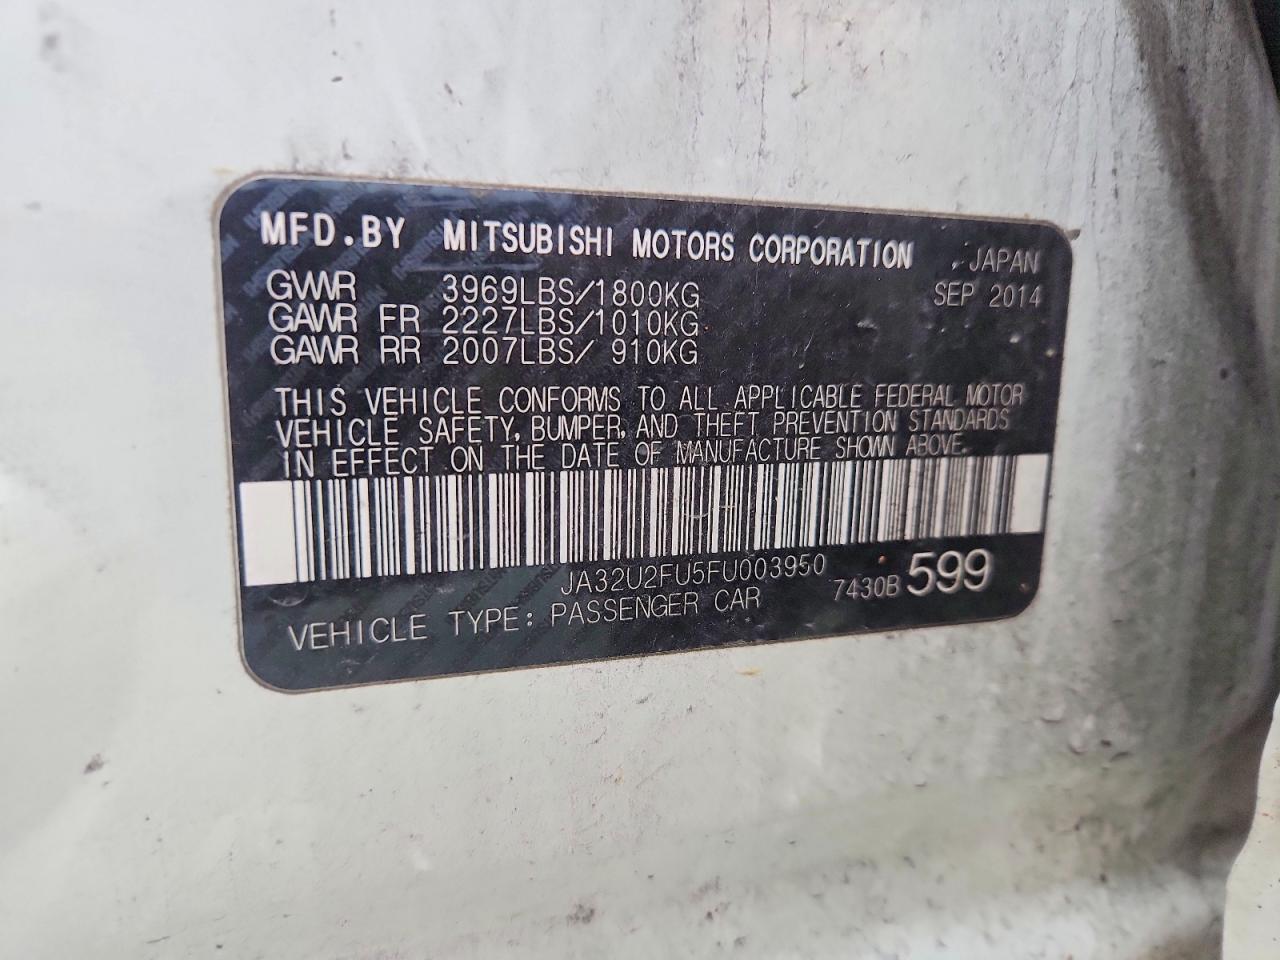 MFD.BY MITSUBISHI MOTORS CORPORATION , JAPAN
GVWR 3969LBS/1800KG SEP 2014
GAWR FR 2227LBS/1010KG
GAWR RR 2007LBS/ 910KG
THIS VEHICLE CONFORMS TO ALL APPLICABLE FEDERAL MOTOR
VEHICLE SAFETY, BUMPER, AND THEFT PREVENTION STANDARDS
IN EFFECT ON THE DATE OF MANUFACTURE SHOWN ABOVE.
JA32U2FU5FU003950 7430B 599
VEHICLE TYPE: PASSENGER CAR